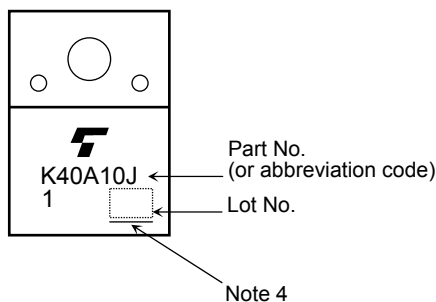 K40A10J
1
Part No.
(or abbreviation code)
Lot No.
Note 4